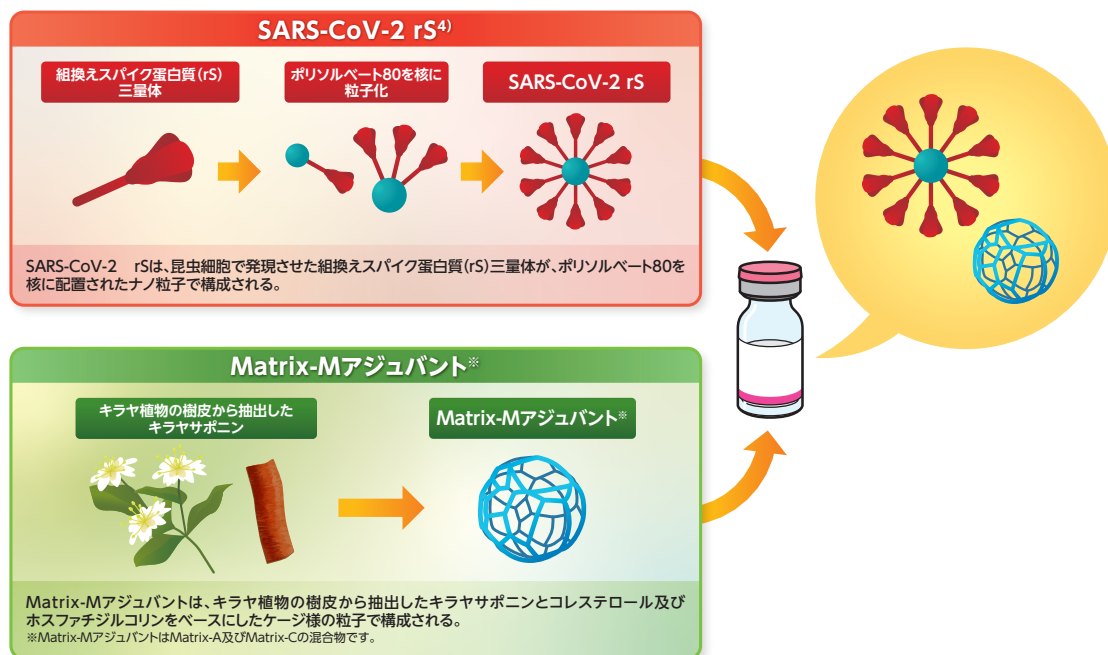 SARS-CoV-2 rS4)
組換えスパイク蛋白質(rS)
三量体
ポリソルベート80を核に
粒子化
SARS-CoV-2 rS
SARS-CoV-2 rSは、昆虫細胞で発現させた組換えスパイク蛋白質(rS)三量体が、ポリソルベート80を
核に配置されたナノ粒子で構成される。
Matrix-Mアジュバント※
キラヤ植物の樹皮から抽出した
キラヤサポニン
Matrix-Mアジュバント※
Matrix-Mアジュバントは、キラヤ植物の樹皮から抽出したキラヤサポニンとコレステロール及び
ホスファチジルコリンをベースにしたケージ様の粒子で構成される。
※Matrix-MアジュバントはMatrix-A及びMatrix-Cの混合物です。